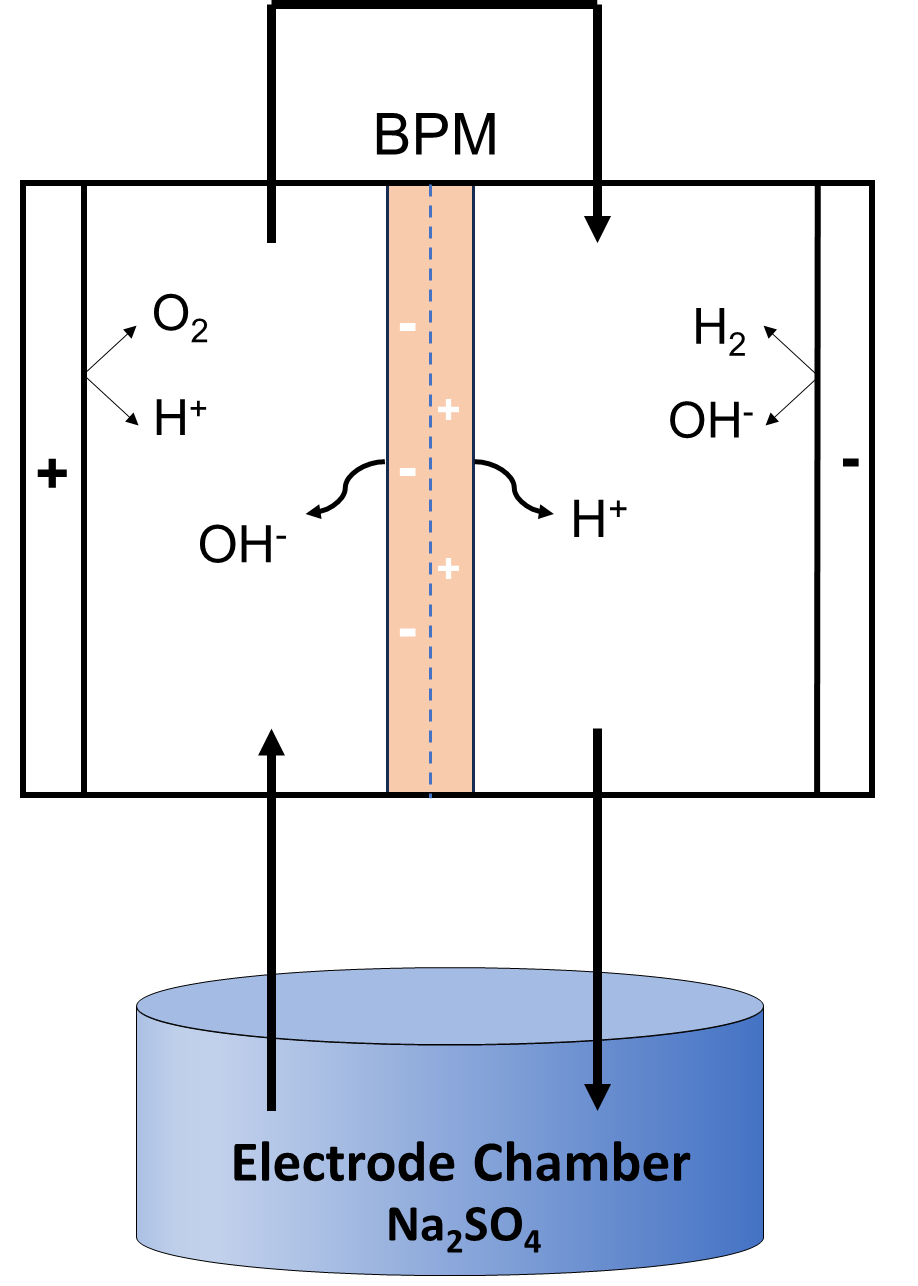 BPM
O₂
H₂
-
H⁺
OH⁻
+
+
-
-
OH⁻
H⁺
+
-
Electrode Chamber
Na₂SO₄